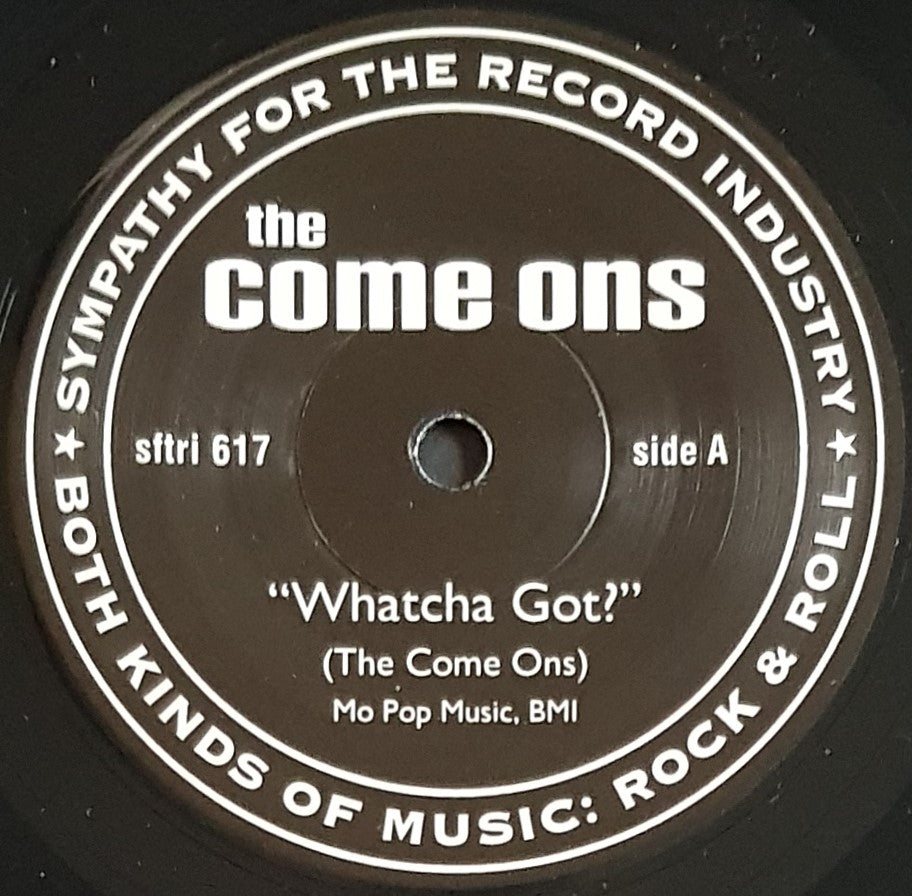 SYMPATHY FOR THE RECORD INDUSTRY
the
come ons
sftri 617
side A
"Whatcha Got?"
(The Come Ons)
Mo Pop Music, BMI
★ BOTH KINDS OF MUSIC: ROCK & ROLL ★